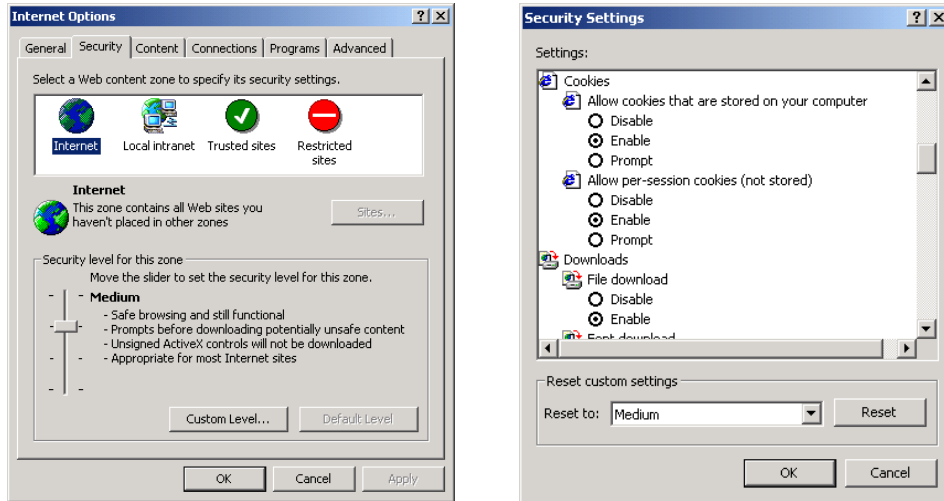 Internet Options
General Security Content Connections Programs Advanced
Select a Web content zone to specify its security settings.
Internet Local intranet Trusted sites Restricted
sites
Internet
This zone contains all Web sites you
haven't placed in other zones
Sites...
Security level for this zone
Move the slider to set the security level for this zone.
Medium
- Safe browsing and still functional
- Prompts before downloading potentially unsafe content
- Unsigned ActiveX controls will not be downloaded
- Appropriate for most Internet sites
Custom Level... Default Level
OK Cancel Apply
Security Settings
Settings:
Cookies
Allow cookies that are stored on your computer
Disable
Enable
Prompt
Allow per-session cookies (not stored)
Disable
Enable
Prompt
Downloads
File download
Disable
Enable
Font download
Reset custom settings
Reset to: Medium Reset
OK Cancel